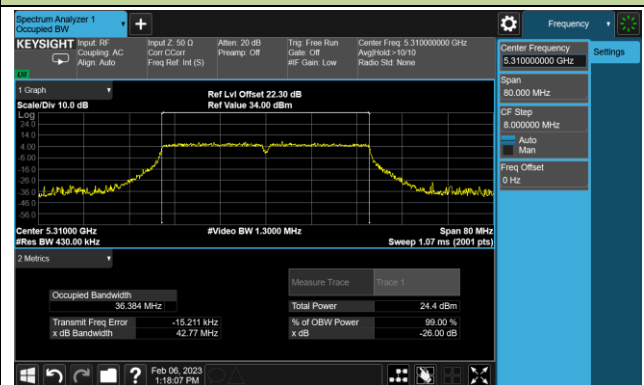 Spectrum Analyzer 1
Occupied BW
Frequency
KEYSIGHT
Input: RF
Coupling: AC
Align: Auto
Input Z: 50 Ω
Corr CCorr
Freq Ref: Int (S)
Atten: 20 dB
Preamp: Off
Trig: Free Run
Gate: Off
#IF Gain: Low
Center Freq: 5.310000000 GHz
Avg|Hold:>10/10
Radio Std: None
Center Frequency
5.310000000 GHz
Settings
Span
80.000 MHz
CF Step
8.000000 MHz
Auto
Man
Freq Offset
0 Hz
1 Graph
Scale/Div 10.0 dB
Ref Lvl Offset 22.30 dB
Ref Value 34.00 dBm
Log
24.0
14.0
4.00
-6.00
-16.0
-26.0
-36.0
-46.0
-56.0
Center 5.31000 GHz
#Res BW 430.00 kHz
#Video BW 1.3000 MHz
Span 80 MHz
Sweep 1.07 ms (2001 pts)
2 Metrics
Measure Trace
Trace 1
Occupied Bandwidth
36.384 MHz
Total Power
24.4 dBm
Transmit Freq Error
-15.211 kHz
% of OBW Power
99.00 %
x dB Bandwidth
42.77 MHz
x dB
-26.00 dB
Feb 06, 2023
1:18:07 PM